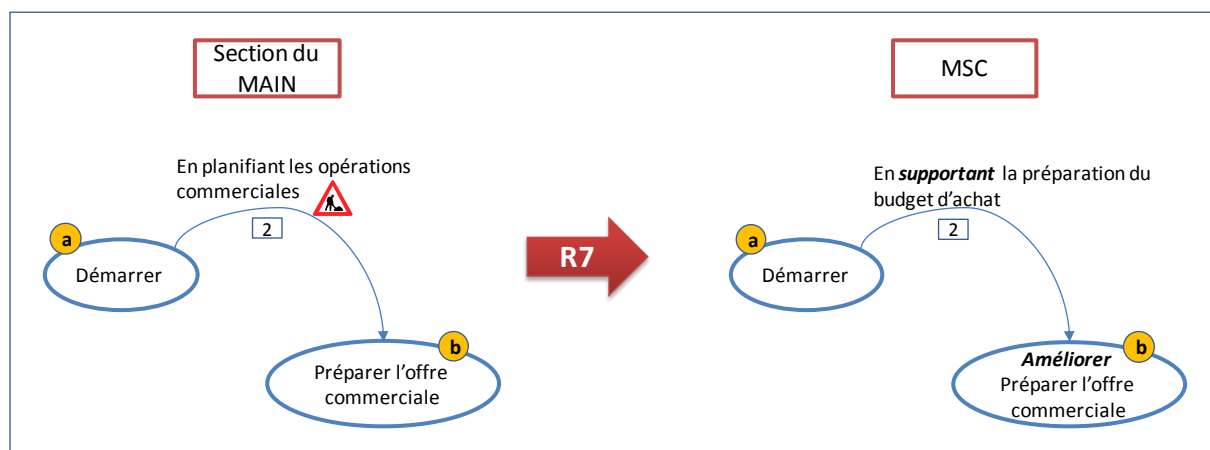 Section du
MAIN
MSC
En planifiant les opérations
commerciales
2
a
Démarrer
b
Préparer l'offre
commerciale
R7
En supportant la préparation du
budget d'achat
2
a
Démarrer
b
Améliorer
Préparer l'offre
commerciale